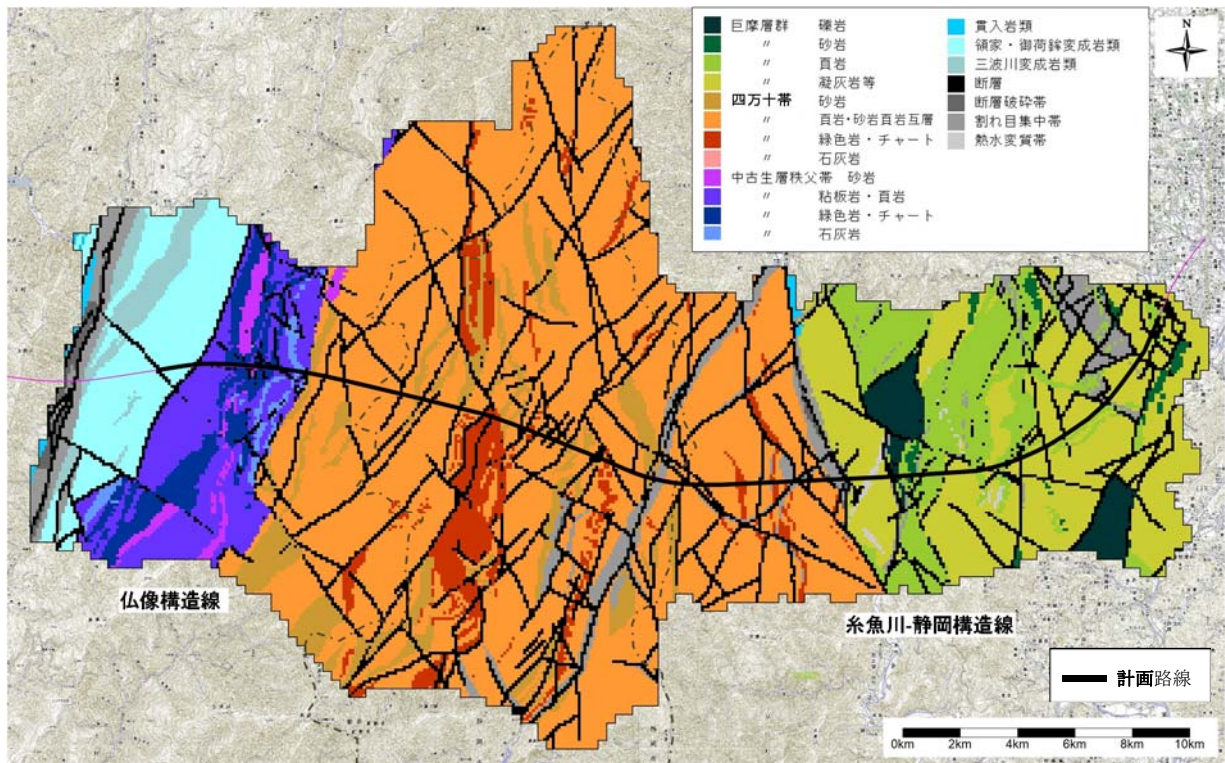 巨摩層群 礫岩
〃 砂岩
〃 頁岩
〃 凝灰岩等
四万十帯 砂岩
〃 頁岩・砂岩頁岩互層
〃 緑色岩・チャート
〃 石灰岩
中古生層秩父帯 砂岩
〃 粘板岩・頁岩
〃 緑色岩・チャート
〃 石灰岩
貫入岩類
領家・御荷鉾変成岩類
三波川変成岩類
断層
断層破砕帯
割れ目集中帯
熱水変質帯
N
仏像構造線
糸魚川-静岡構造線
計画路線
0km 2km 4km 6km 8km 10km